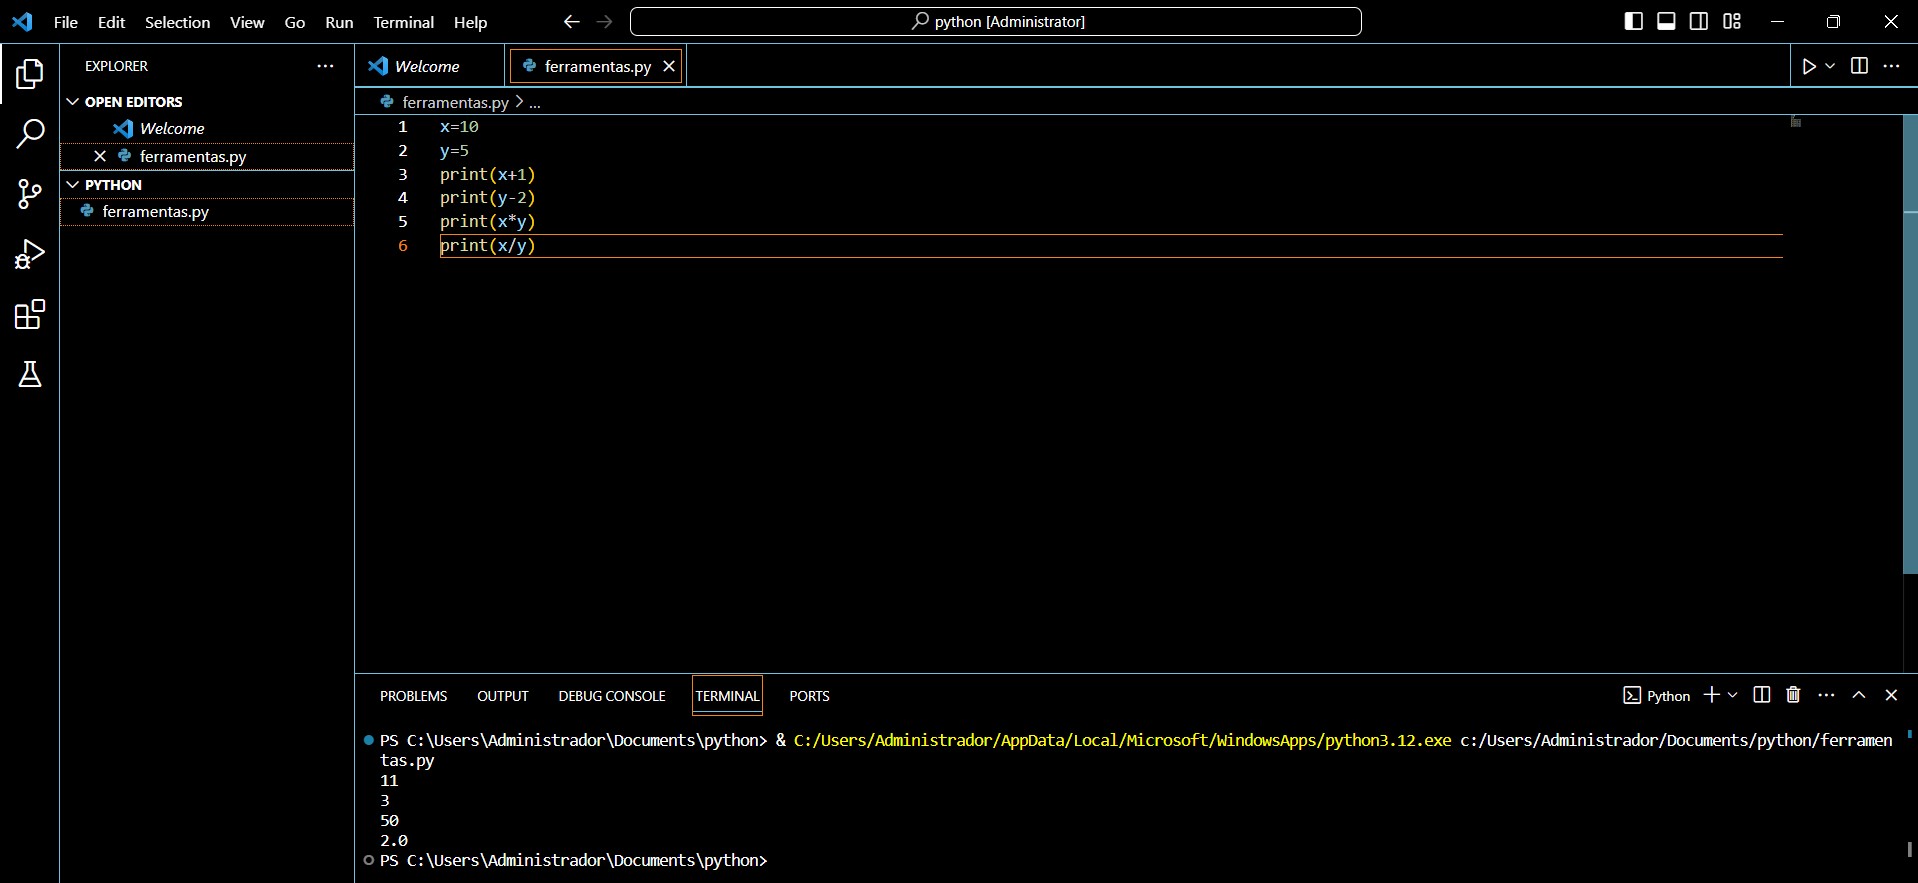 File Edit Selection View Go Run Terminal Help
python [Administrator]
EXPLORER
OPEN EDITORS
Welcome
ferramentas.py
PYTHON
ferramentas.py
Welcome
ferramentas.py
ferramentas.py > ...
1 x=10
2 y=5
3 print(x+1)
4 print(y-2)
5 print(x*y)
6 print(x/y)
PROBLEMS OUTPUT DEBUG CONSOLE TERMINAL PORTS
Python
PS C:\Users\Administrador\Documents\python> & C:/Users/Administrador/AppData/Local/Microsoft/WindowsApps/python3.12.exe c:/Users/Administrador/Documents/python/ferramen
tas.py
11
3
50
2.0
PS C:\Users\Administrador\Documents\python>